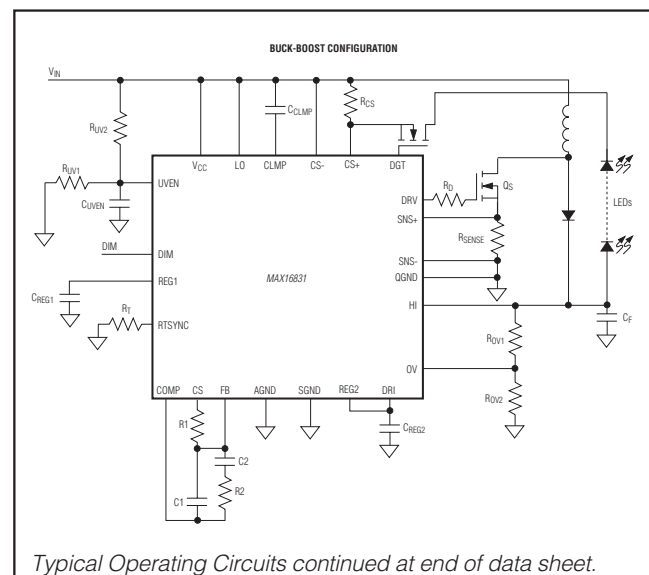 BUCK-BOOST CONFIGURATION
VIN
RUV2
RUV1
CUVEN
CCLMP
RCS
VCC
LO
CLMP
CS-
CS+
DGT
UVEN
DRV
RD
QS
LEDs
SNS+
RSENSE
DIM
DIM
SNS-
QGND
REG1
MAX16831
CREG1
HI
CF
RT
RTSYNC
ROV1
OV
ROV2
COMP
CS
FB
AGND
SGND
REG2
DRI
R1
C2
CREG2
C1
R2
Typical Operating Circuits continued at end of data sheet.